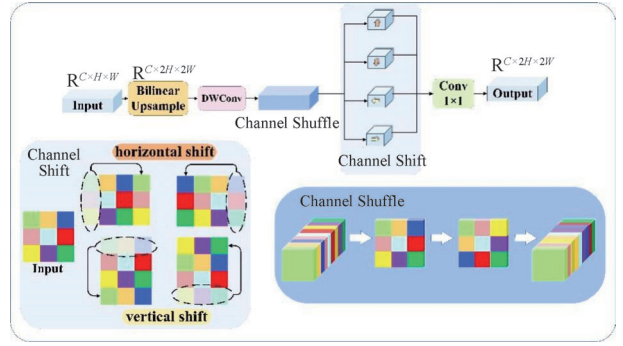 R^{C×H×W}
Input
R^{C×2H×2W}
Bilinear
Upsample
DWConv
Channel Shuffle
Channel Shift
Conv
1×1
R^{C×2H×2W}
Output
Channel
Shift
horizontal shift
Input
vertical shift
Channel Shuffle